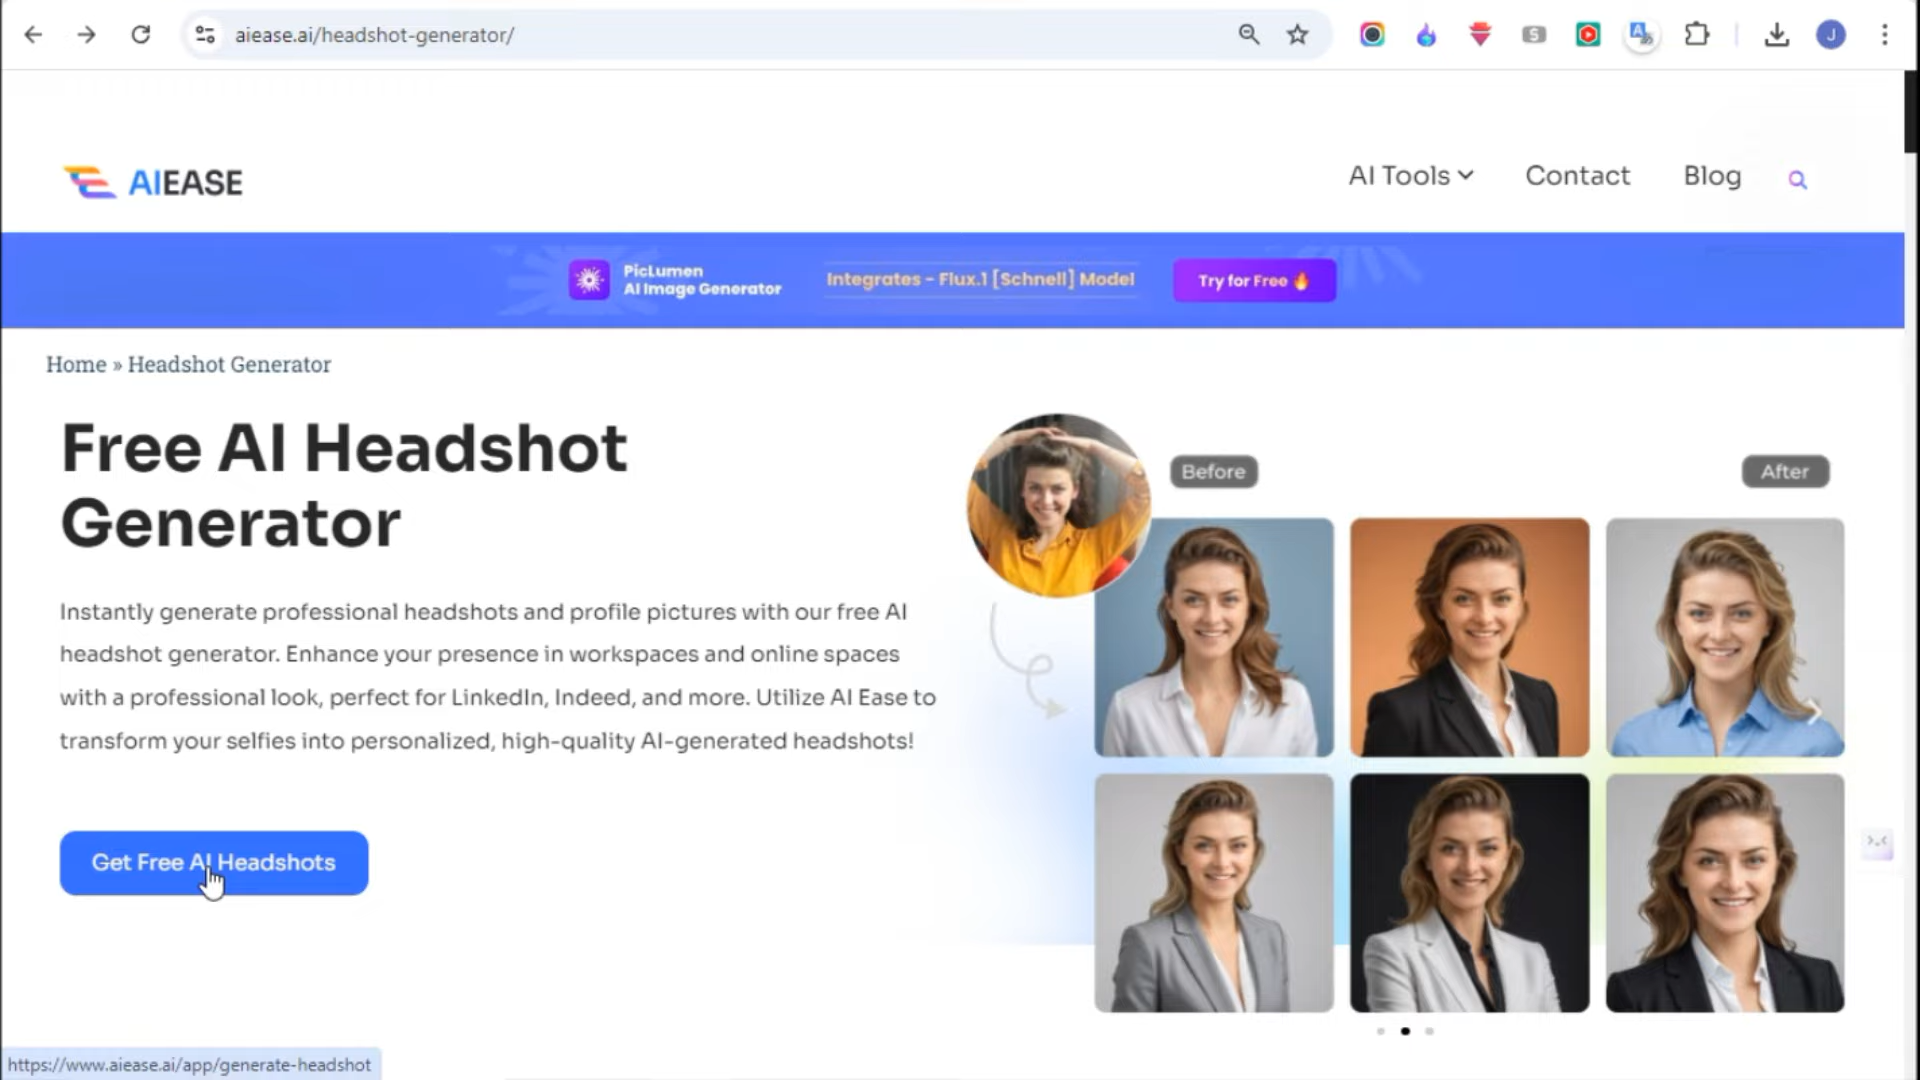 aiease.ai/headshot-generator/
S
J
AIEASE
AI Tools
Contact
Blog
PicLumen
AI Image Generator
Integrates - Flux.1 [Schnell] Model
Try for Free
Home » Headshot Generator
Free AI Headshot
Generator
Instantly generate professional headshots and profile pictures with our free AI
headshot generator. Enhance your presence in workspaces and online spaces
with a professional look, perfect for LinkedIn, Indeed, and more. Utilize AI Ease to
transform your selfies into personalized, high-quality AI-generated headshots!
Get Free AI Headshots
Before
After
https://www.aiease.ai/app/generate-headshot